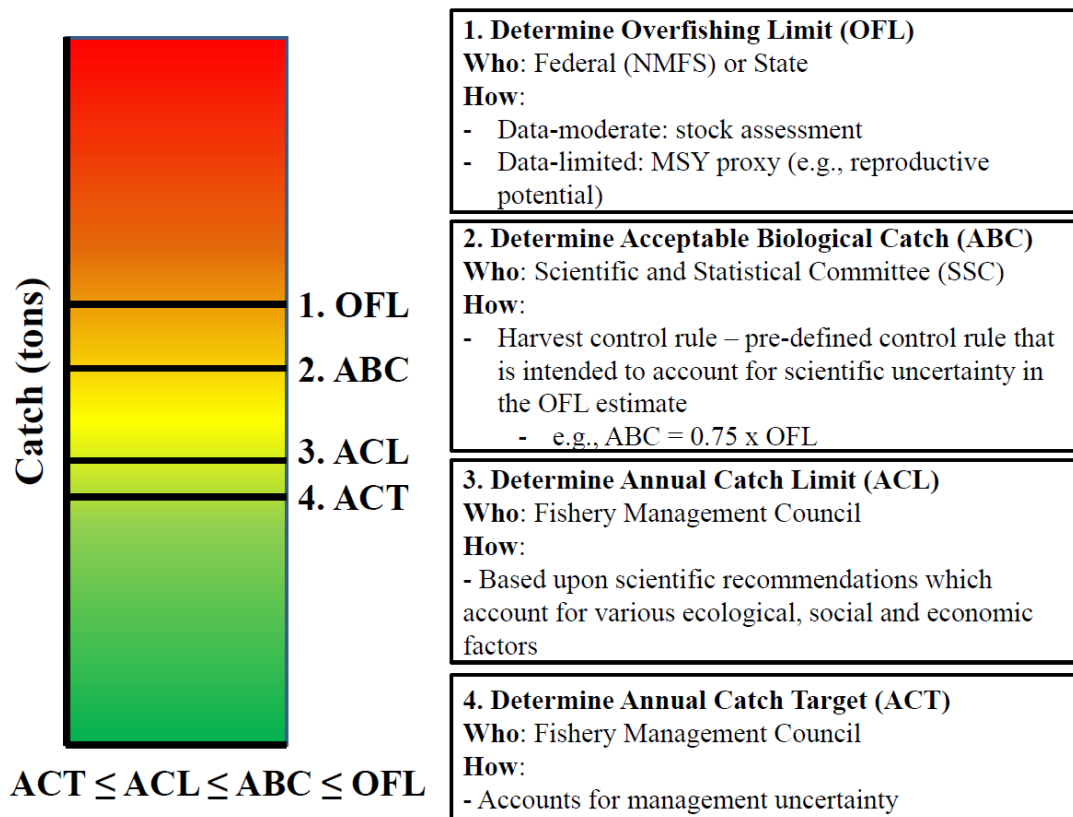 Catch (tons)
1. OFL
2. ABC
3. ACL
4. ACT
ACT ≤ ACL ≤ ABC ≤ OFL
1. Determine Overfishing Limit (OFL)
Who: Federal (NMFS) or State
How:
- Data-moderate: stock assessment
- Data-limited: MSY proxy (e.g., reproductive
potential)
2. Determine Acceptable Biological Catch (ABC)
Who: Scientific and Statistical Committee (SSC)
How:
- Harvest control rule – pre-defined control rule that
is intended to account for scientific uncertainty in
the OFL estimate
- e.g., ABC = 0.75 x OFL
3. Determine Annual Catch Limit (ACL)
Who: Fishery Management Council
How:
- Based upon scientific recommendations which
account for various ecological, social and economic
factors
4. Determine Annual Catch Target (ACT)
Who: Fishery Management Council
How:
- Accounts for management uncertainty